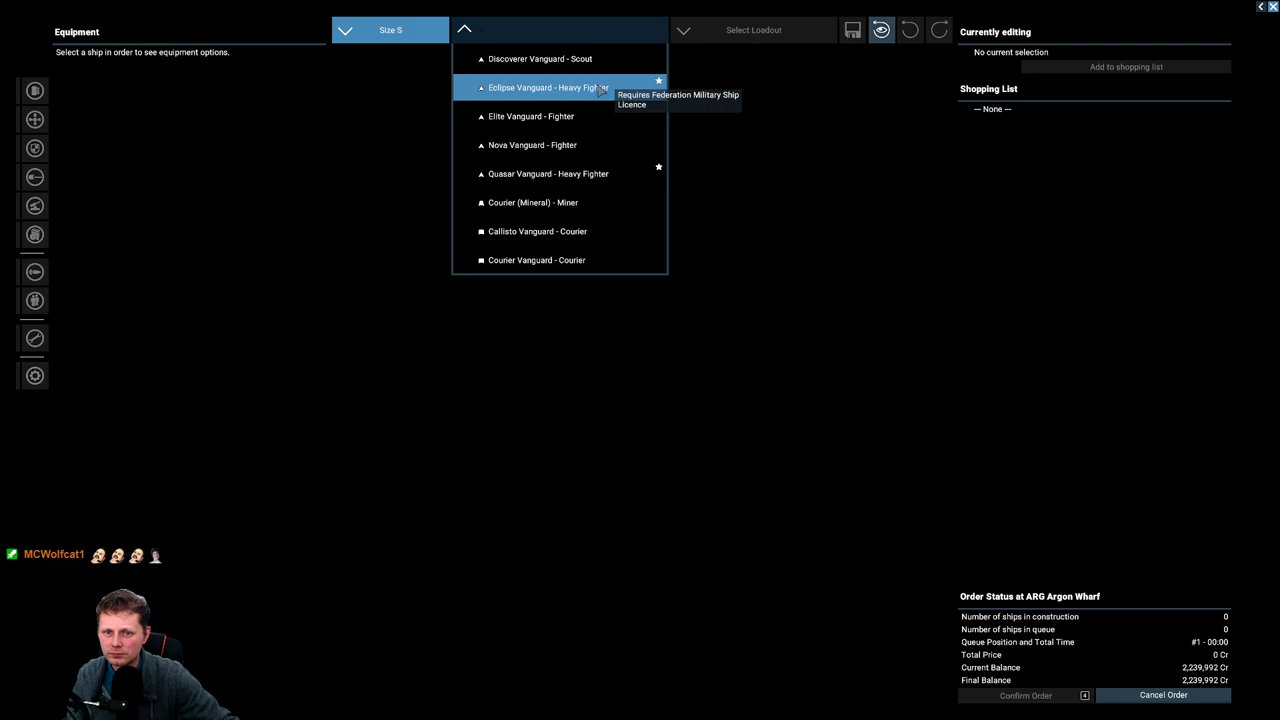 Equipment
Select a ship in order to see equipment options.
Size S
Select Loadout
Discoverer Vanguard - Scout
Eclipse Vanguard - Heavy Fighter
Requires Federation Military Ship
Licence
Elite Vanguard - Fighter
Nova Vanguard - Fighter
Quasar Vanguard - Heavy Fighter
Courier (Mineral) - Miner
Callisto Vanguard - Courier
Courier Vanguard - Courier
Currently editing
No current selection
Add to shopping list
Shopping List
— None —
MCWolfcat1
Order Status at ARG Argon Wharf
Number of ships in construction 0
Number of ships in queue 0
Queue Position and Total Time #1 - 00:00
Total Price 0 Cr
Current Balance 2,239,992 Cr
Final Balance 2,239,992 Cr
Confirm Order 4 Cancel Order